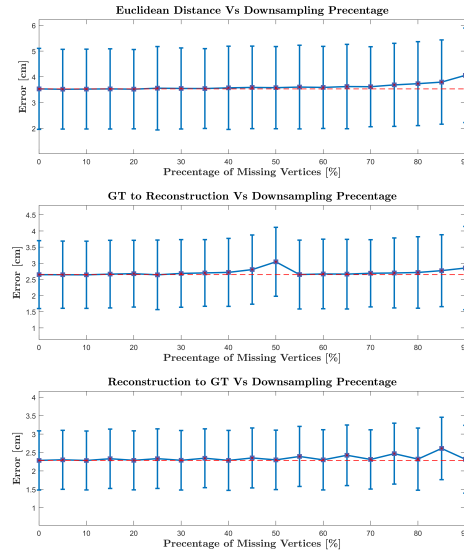 Euclidean Distance Vs Downsampling Precentage
6
5
4
3
2
Error [cm]
0 10 20 30 40 50 60 70 80 90
Precentage of Missing Vertices [%]
GT to Reconstruction Vs Downsampling Precentage
4.5
4
3.5
3
2.5
2
1.5
1
Error [cm]
0 10 20 30 40 50 60 70 80 90
Precentage of Missing Vertices [%]
Reconstruction to GT Vs Downsampling Precentage
4
3.5
3
2.5
2
1.5
1
Error [cm]
0 10 20 30 40 50 60 70 80 90
Precentage of Missing Vertices [%]